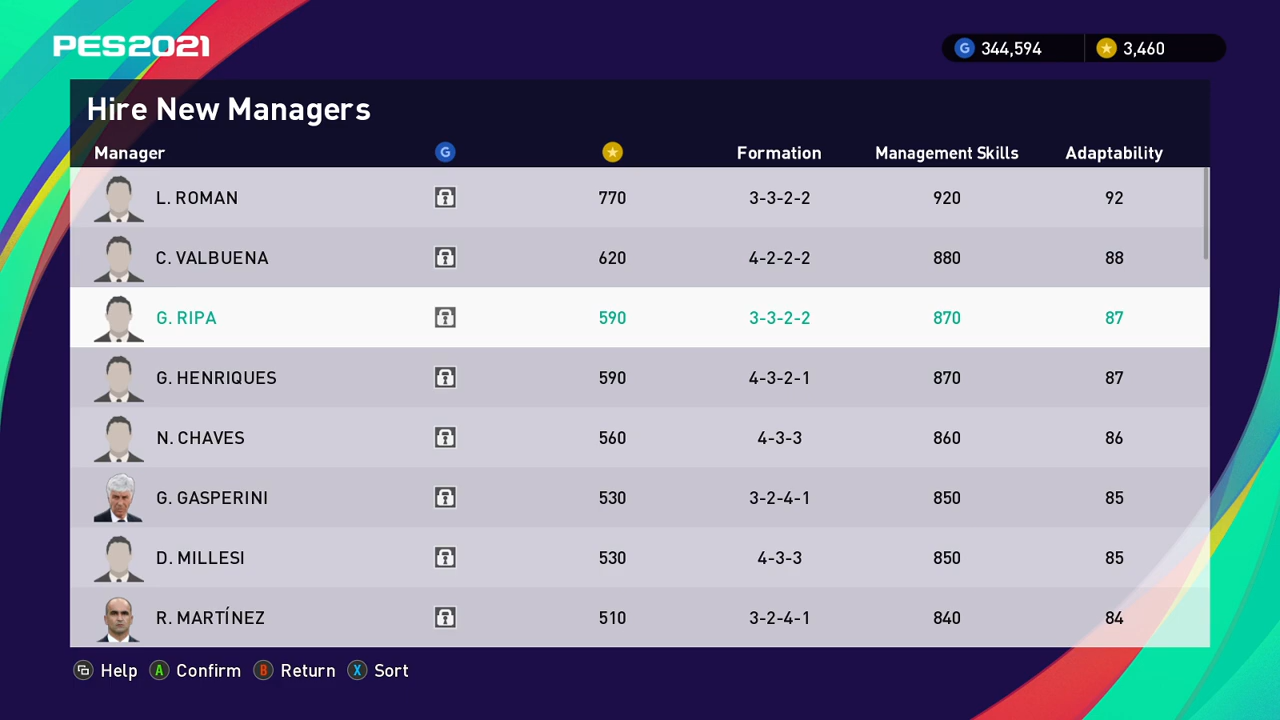 PES2021
G 344,594 3,460
Hire New Managers
Manager G Formation Management Skills Adaptability
L. ROMAN 770 3-3-2-2 920 92
C. VALBUENA 620 4-2-2-2 880 88
G. RIPA 590 3-3-2-2 870 87
G. HENRIQUES 590 4-3-2-1 870 87
N. CHAVES 560 4-3-3 860 86
G. GASPERINI 530 3-2-4-1 850 85
D. MILLESI 530 4-3-3 850 85
R. MARTÍNEZ 510 3-2-4-1 840 84
Help A Confirm B Return X Sort